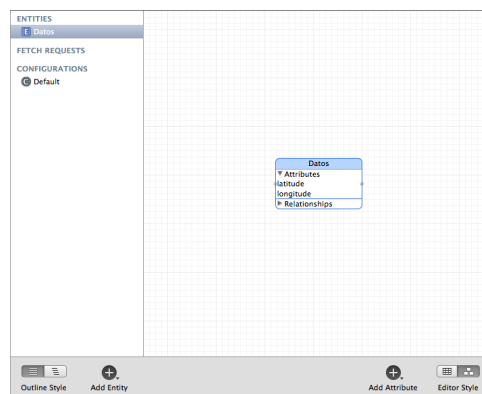 ENTITIES
E Datos
FETCH REQUESTS
CONFIGURATIONS
C Default
Datos
Attributes
latitude
longitude
Relationships
Outline Style
Add Entity
Add Attribute
Editor Style